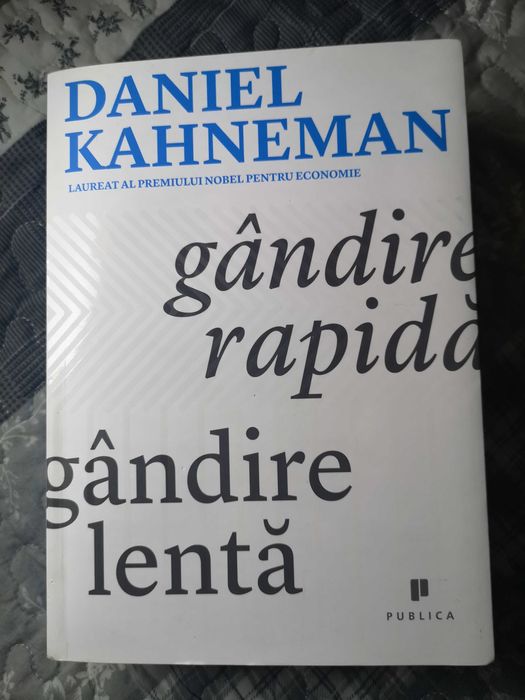 DANIEL
KAHNEMAN
LAUREAT AL PREMIULUI NOBEL PENTRU ECONOMIE
gândire
rapidă
gândire
lentă
PUBLICA